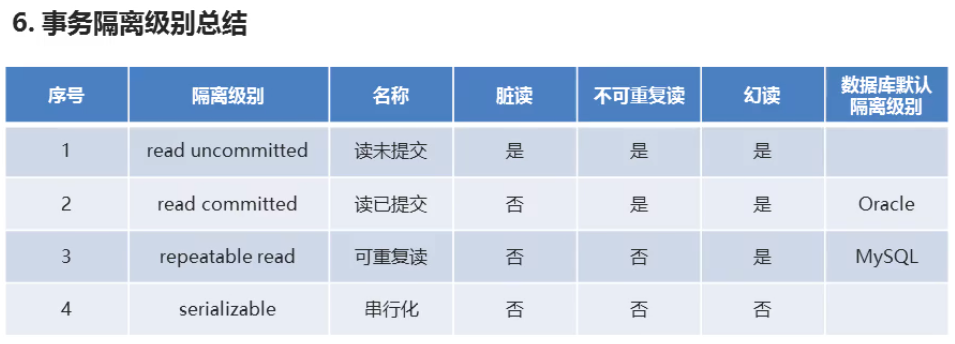 6. 事务隔离级别总结
序号 隔离级别 名称 脏读 不可重复读 幻读 数据库默认隔离级别
1 read uncommitted 读未提交 是 是 是
2 read committed 读已提交 否 是 是 Oracle
3 repeatable read 可重复读 否 否 是 MySQL
4 serializable 串行化 否 否 否